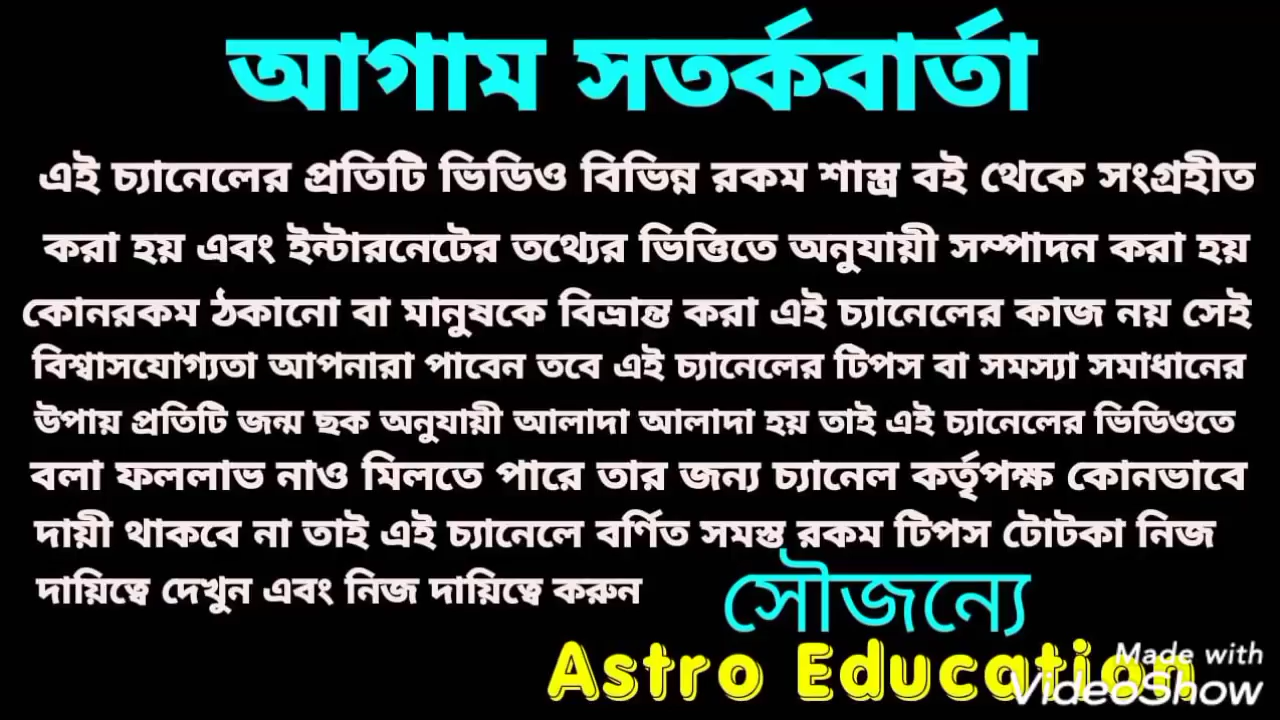 আগাম সতর্কবার্তা
এই চ্যানেলের প্রতিটি ভিডিও বিভিন্ন রকম শাস্ত্র বই থেকে সংগ্রহীত
করা হয় এবং ইন্টারনেটের তথ্যের ভিত্তিতে অনুযায়ী সম্পাদন করা হয়
কোনরকম ঠকানো বা মানুষকে বিভ্রান্ত করা এই চ্যানেলের কাজ নয় সেই
বিশ্বাসযোগ্যতা আপনারা পাবেন তবে এই চ্যানেলের টিপস বা সমস্যা সমাধানের
উপায় প্রতিটি জন্ম ছক অনুযায়ী আলাদা আলাদা হয় তাই এই চ্যানেলের ভিডিওতে
বলা ফললাভ নাও মিলতে পারে তার জন্য চ্যানেল কর্তৃপক্ষ কোনভাবে
দায়ী থাকবে না তাই এই চ্যানেলে বর্ণিত সমস্ত রকম টিপস টোটকা নিজ
দায়িত্বে দেখুন এবং নিজ দায়িত্বে করুন
সৌজন্যে
Astro Education
Made with
VideoShow